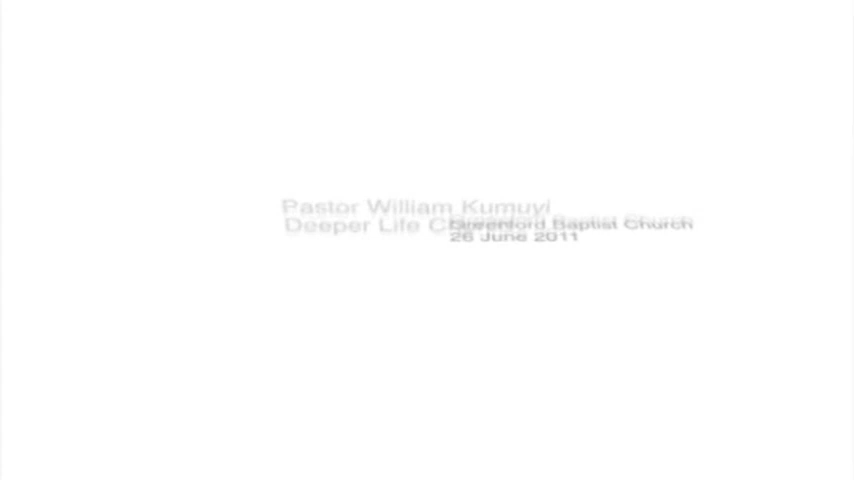 Pastor William Kumuyi
Deeper Life
Greenford Baptist Church
26 June 2011